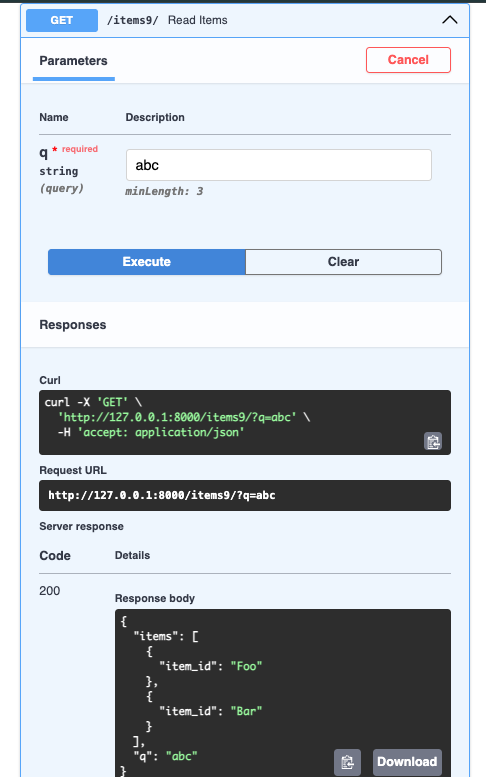 GET /items9/ Read Items
Parameters Cancel
Name Description
q * required abc
string
(query) minLength: 3
Execute Clear
Responses
Curl
curl -X 'GET' \
  'http://127.0.0.1:8000/items9/?q=abc' \
  -H 'accept: application/json'
Request URL
http://127.0.0.1:8000/items9/?q=abc
Server response
Code Details
200
Response body
{
  "items": [
    {
      "item_id": "Foo"
    },
    {
      "item_id": "Bar"
    }
  ],
  "q": "abc"
}
Download